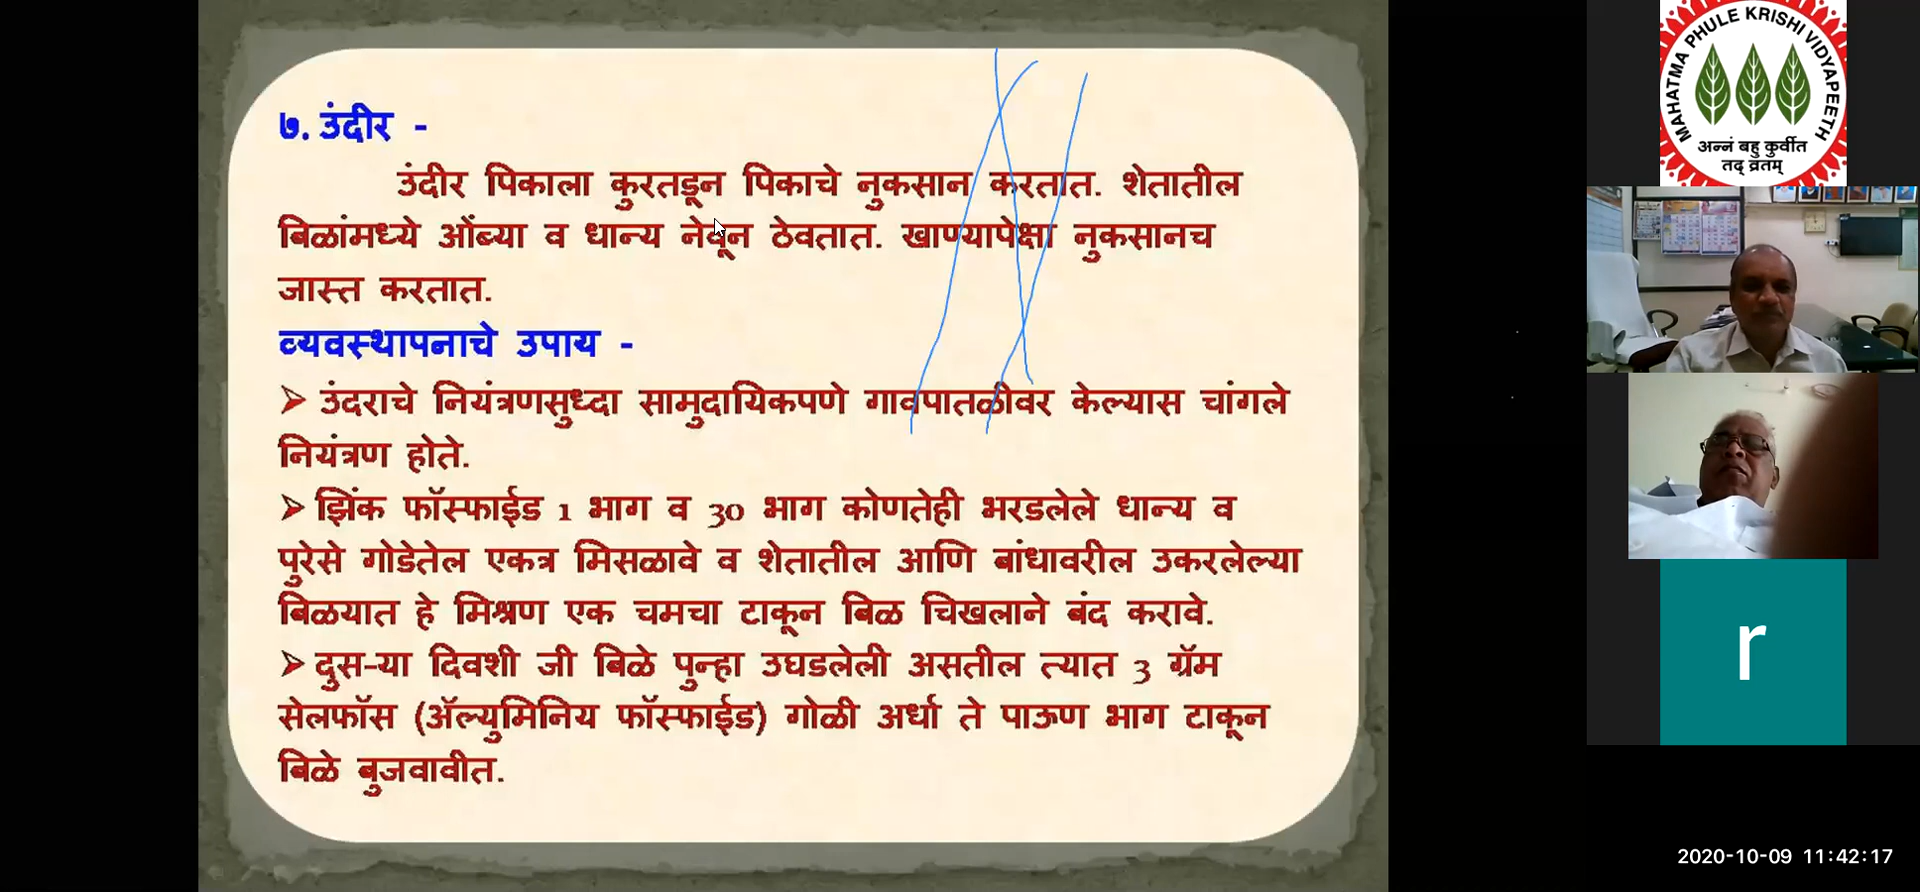 ७. उंदीर -
उंदीर पिकाला कुरतडून पिकाचे नुकसान करतात. शेतातील
बिळांमध्ये ओंब्या व धान्य नेवून ठेवतात. खाण्यापेक्षा नुकसानच
जास्त करतात.
व्यवस्थापनाचे उपाय -
➢ उंदराचे नियंत्रणसुध्दा सामुदायिकपणे गावपातळीवर केल्यास चांगले
नियंत्रण होते.
➢ झिंक फॉस्फाईड 1 भाग व 30 भाग कोणतेही भरडलेले धान्य व
पुरेसे गोडेतेल एकत्र मिसळावे व शेतातील आणि बांधावरील उकरलेल्या
बिळयात हे मिश्रण एक चमचा टाकून बिळ चिखलाने बंद करावे.
➢ दुस-या दिवशी जी बिळे पुन्हा उघडलेली असतील त्यात 3 ग्रॅम
सेलफॉस (ॲल्युमिनिय फॉस्फाईड) गोळी अर्धा ते पाऊण भाग टाकून
बिळे बुजवावीत.
MAHATMA PHULE KRISHI VIDYAPEETH
अन्नं बहु कुर्वीत
तद् व्रतम्
r
2020-10-09 11:42:17